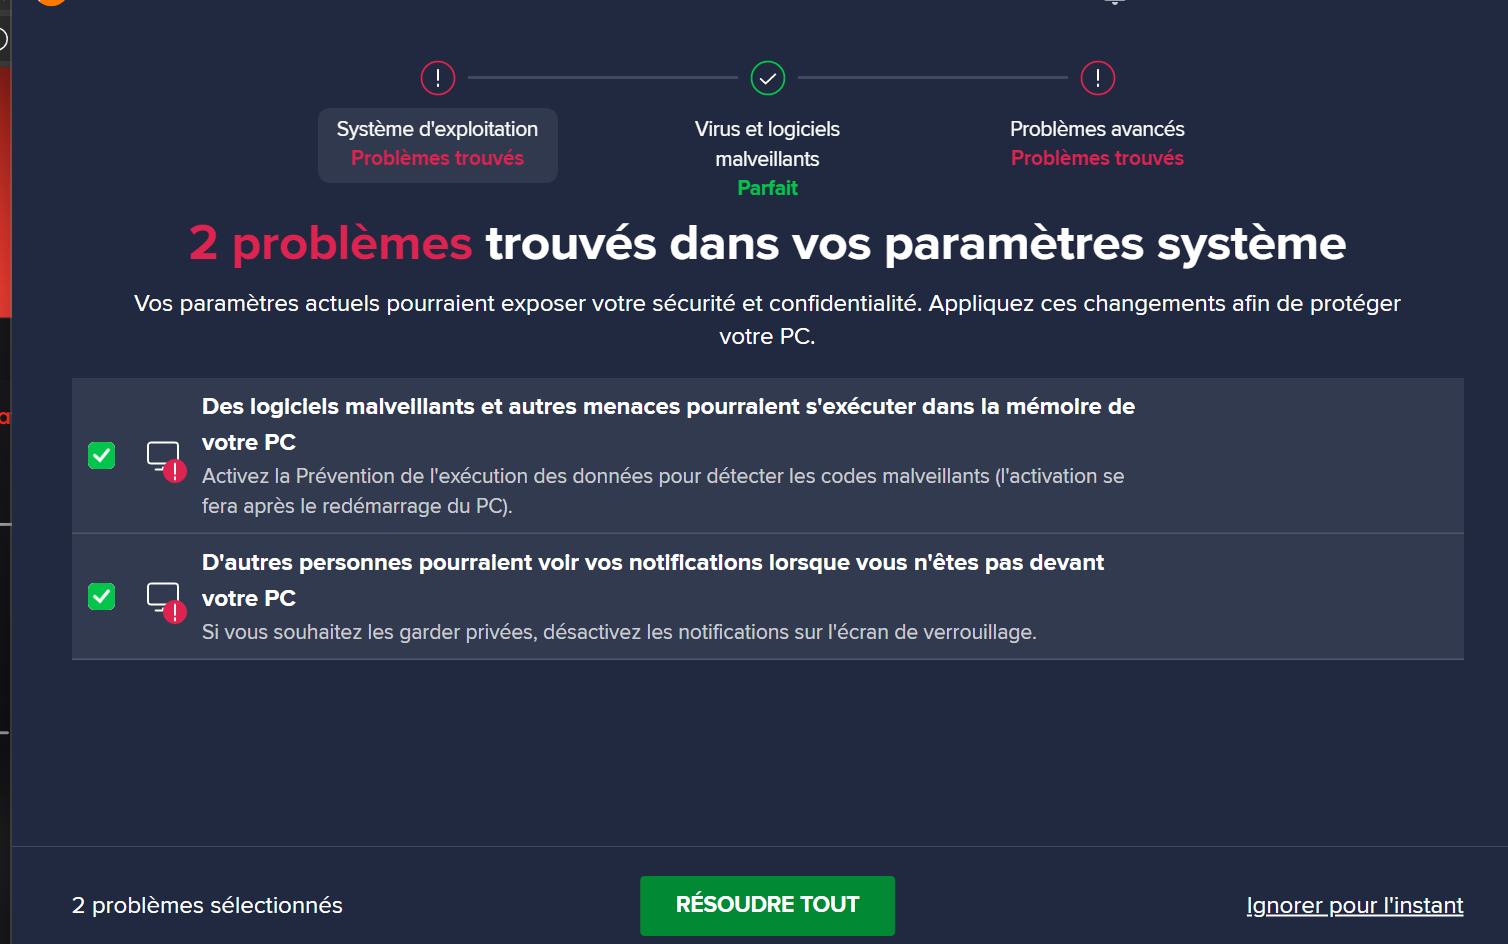 Système d'exploitation
Problèmes trouvés
Virus et logiciels
malveillants
Parfait
Problèmes avancés
Problèmes trouvés
2 problèmes trouvés dans vos paramètres système
Vos paramètres actuels pourraient exposer votre sécurité et confidentialité. Appliquez ces changements afin de protéger
votre PC.
Des logiciels malveillants et autres menaces pourraient s'exécuter dans la mémoire de
votre PC
Activez la Prévention de l'exécution des données pour détecter les codes malveillants (l'activation se
fera après le redémarrage du PC).
D'autres personnes pourraient voir vos notifications lorsque vous n'êtes pas devant
votre PC
Si vous souhaitez les garder privées, désactivez les notifications sur l'écran de verrouillage.
2 problèmes sélectionnés
RÉSOUDRE TOUT
Ignorer pour l'instant